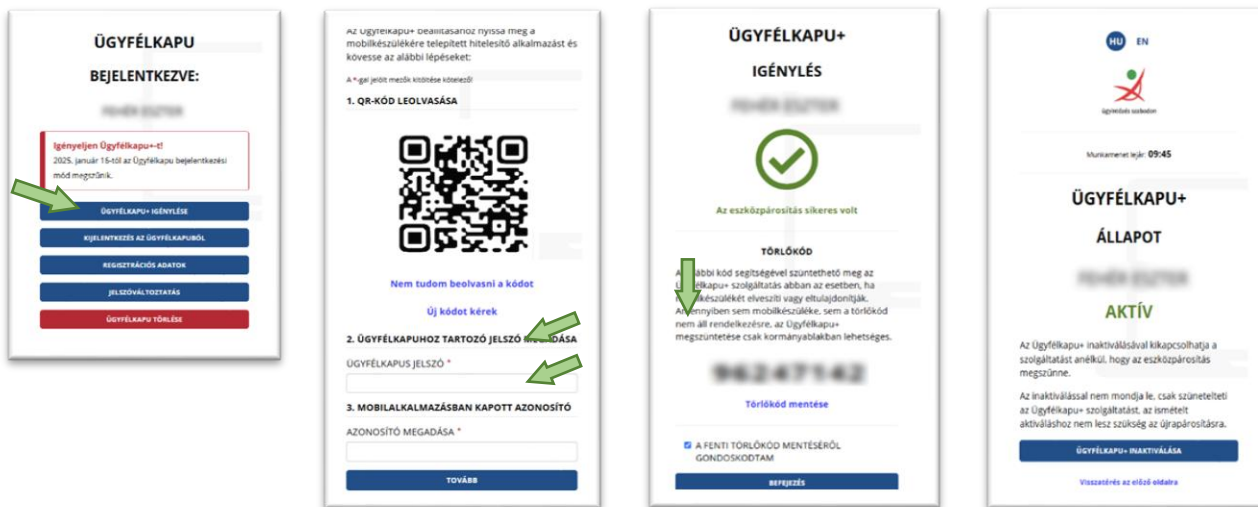 ÜGYFÉLKAPU
BEJELENTKEZVE:
Igényeljen Ügyfélkapu+-t!
2025. január 16-tól az Ügyfélkapu bejelentkezési
mód megszűnik.
ÜGYFÉLKAPU+ IGÉNYLÉSE
KIJELENTKEZÉS AZ ÜGYFÉLKAPUBÓL
REGISZTRÁCIÓS ADATOK
JELSZÓVÁLTOZTATÁS
ÜGYFÉLKAPU TÖRLÉSE
Az Ügyfélkapu+ beállításához nyissa meg a
mobilkészülékére telepített hitelesítő alkalmazást és
kövesse az alábbi lépéseket:
A *-gal jelölt mezők kitöltése kötelező!
1. QR-KÓD LEOLVASÁSA
Nem tudom beolvasni a kódot
Új kódot kérek
2. ÜGYFÉLKAPUHOZ TARTOZÓ JELSZÓ MEGADÁSA
ÜGYFÉLKAPUS JELSZÓ *
3. MOBILALKALMAZÁSBAN KAPOTT AZONOSÍTÓ
AZONOSÍTÓ MEGADÁSA *
TOVÁBB
ÜGYFÉLKAPU+
IGÉNYLÉS
Az eszközpárosítás sikeres volt
TÖRLŐKÓD
Az alábbi kód segítségével szüntethető meg az
Ügyfélkapu+ szolgáltatás abban az esetben, ha
mobilkészülékét elveszíti vagy eltulajdonítják.
Amennyiben sem mobilkészüléke, sem a törlőkód
nem áll rendelkezésre, az Ügyfélkapu+
megszüntetése csak kormányablakban lehetséges.
Törlőkód mentése
A FENTI TÖRLŐKÓD MENTÉSÉRŐL
GONDOSKODTAM
BEFEJEZÉS
HU EN
ügyintézés szabadon
Munkamenet lejár: 09:45
ÜGYFÉLKAPU+
ÁLLAPOT
AKTÍV
Az Ügyfélkapu+ inaktiválásával kikapcsolhatja a
szolgáltatást anélkül, hogy az eszközpárosítás
megszűnne.
Az inaktiválással nem mondja le, csak szünetelteti
az Ügyfélkapu+ szolgáltatást, az ismételt
aktiváláshoz nem lesz szükség az újrapárosításra.
ÜGYFÉLKAPU+ INAKTIVÁLÁSA
Visszatérés az előző oldalra